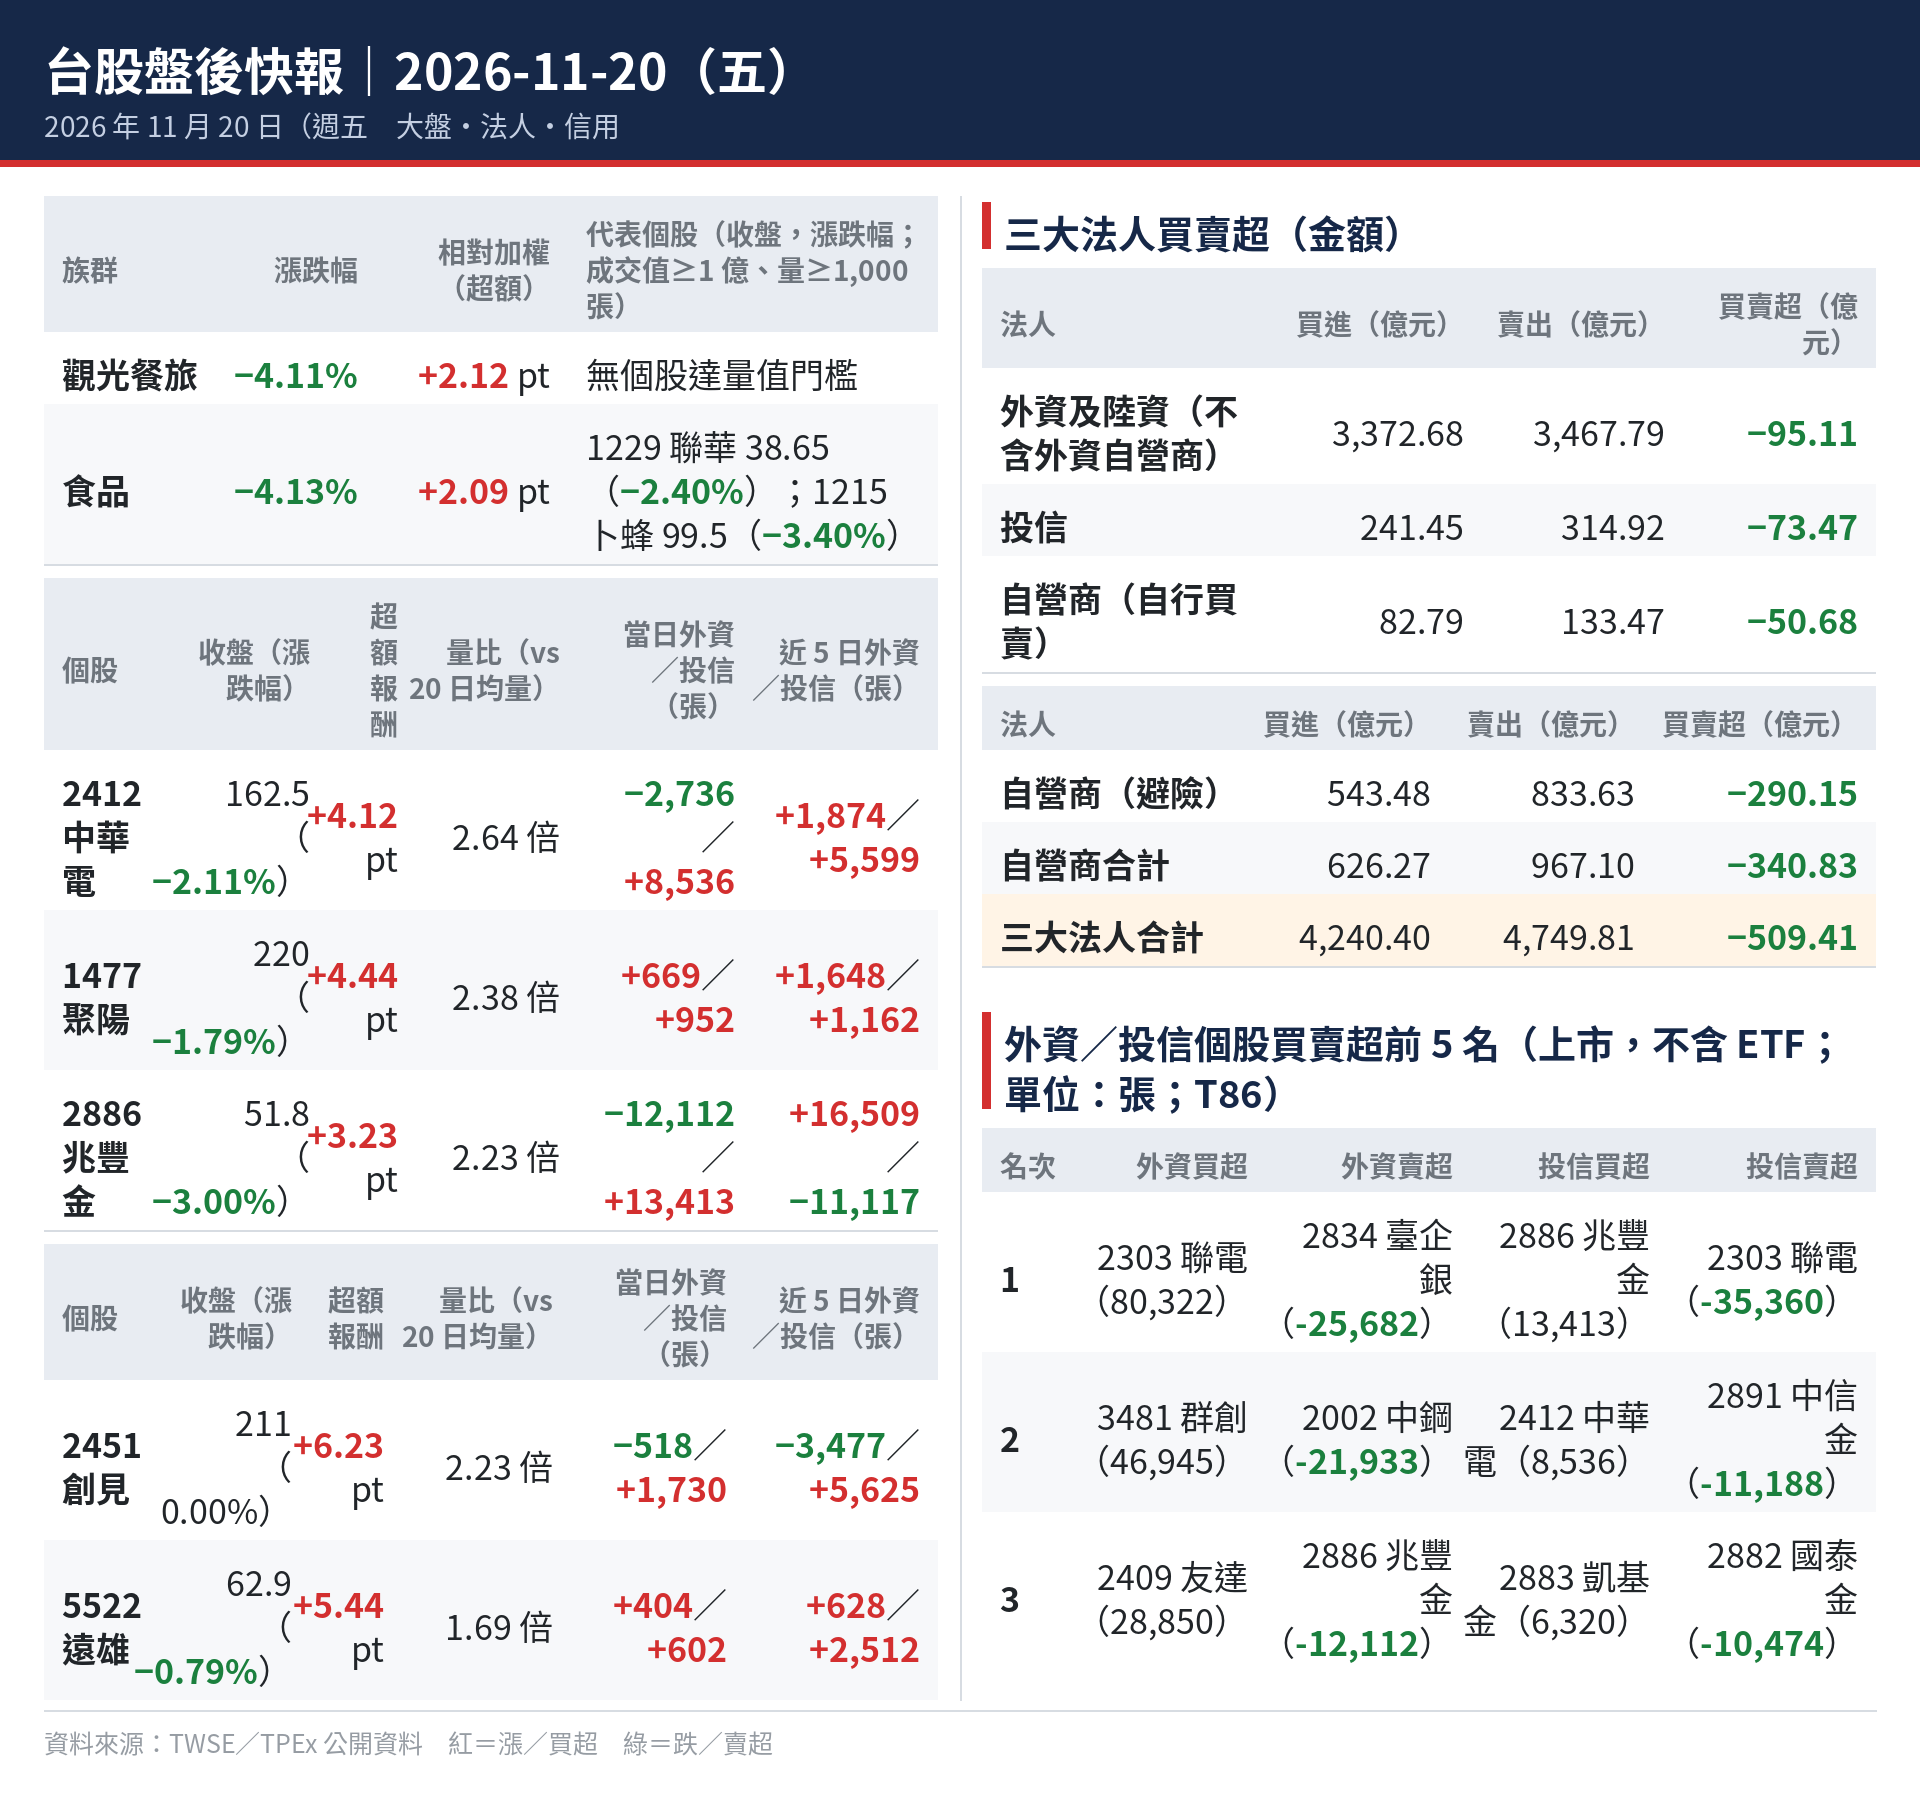 台股盤後快報｜2026-11-20（五）
2026 年 11 月 20 日（週五　大盤・法人・信用
族群　漲跌幅　相對加權（超額）　代表個股（收盤，漲跌幅；成交值≥1 億、量≥1,000 張）
觀光餐旅　−4.11%　+2.12 pt　無個股達量值門檻
食品　−4.13%　+2.09 pt　1229 聯華 38.65（−2.40%）；1215 卜蜂 99.5（−3.40%）
個股　收盤（漲跌幅）　超額報酬　量比（vs 20 日均量）　當日外資／投信（張）　近 5 日外資／投信（張）
2412 中華電　162.5（−2.11%）　+4.12 pt　2.64 倍　−2,736／+8,536　+1,874／+5,599
1477 聚陽　220（−1.79%）　+4.44 pt　2.38 倍　+669／+952　+1,648／+1,162
2886 兆豐金　51.8（−3.00%）　+3.23 pt　2.23 倍　−12,112／+13,413　+16,509／−11,117
個股　收盤（漲跌幅）　超額報酬　量比（vs 20 日均量）　當日外資／投信（張）　近 5 日外資／投信（張）
2451 創見　211（0.00%）　+6.23 pt　2.23 倍　−518／+1,730　−3,477／+5,625
5522 遠雄　62.9（−0.79%）　+5.44 pt　1.69 倍　+404／+602　+628／+2,512
三大法人買賣超（金額）
法人　買進（億元）　賣出（億元）　買賣超（億元）
外資及陸資（不含外資自營商）　3,372.68　3,467.79　−95.11
投信　241.45　314.92　−73.47
自營商（自行買賣）　82.79　133.47　−50.68
法人　買進（億元）　賣出（億元）　買賣超（億元）
自營商（避險）　543.48　833.63　−290.15
自營商合計　626.27　967.10　−340.83
三大法人合計　4,240.40　4,749.81　−509.41
外資／投信個股買賣超前 5 名（上市，不含 ETF；
單位：張；T86）
名次　外資買超　外資賣超　投信買超　投信賣超
1　2303 聯電（80,322）　2834 臺企銀（-25,682）　2886 兆豐金（13,413）　2303 聯電（-35,360）
2　3481 群創（46,945）　2002 中鋼（-21,933）　2412 中華電（8,536）　2891 中信金（-11,188）
3　2409 友達（28,850）　2886 兆豐金（-12,112）　2883 凱基金（6,320）　2882 國泰金（-10,474）
資料來源：TWSE／TPEx 公開資料　紅＝漲／買超　綠＝跌／賣超